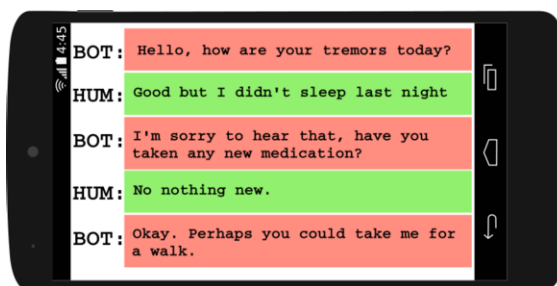 4:45
BOT: Hello, how are your tremors today?
HUM: Good but I didn't sleep last night
BOT: I'm sorry to hear that, have you
taken any new medication?
HUM: No nothing new.
BOT: Okay. Perhaps you could take me for
a walk.